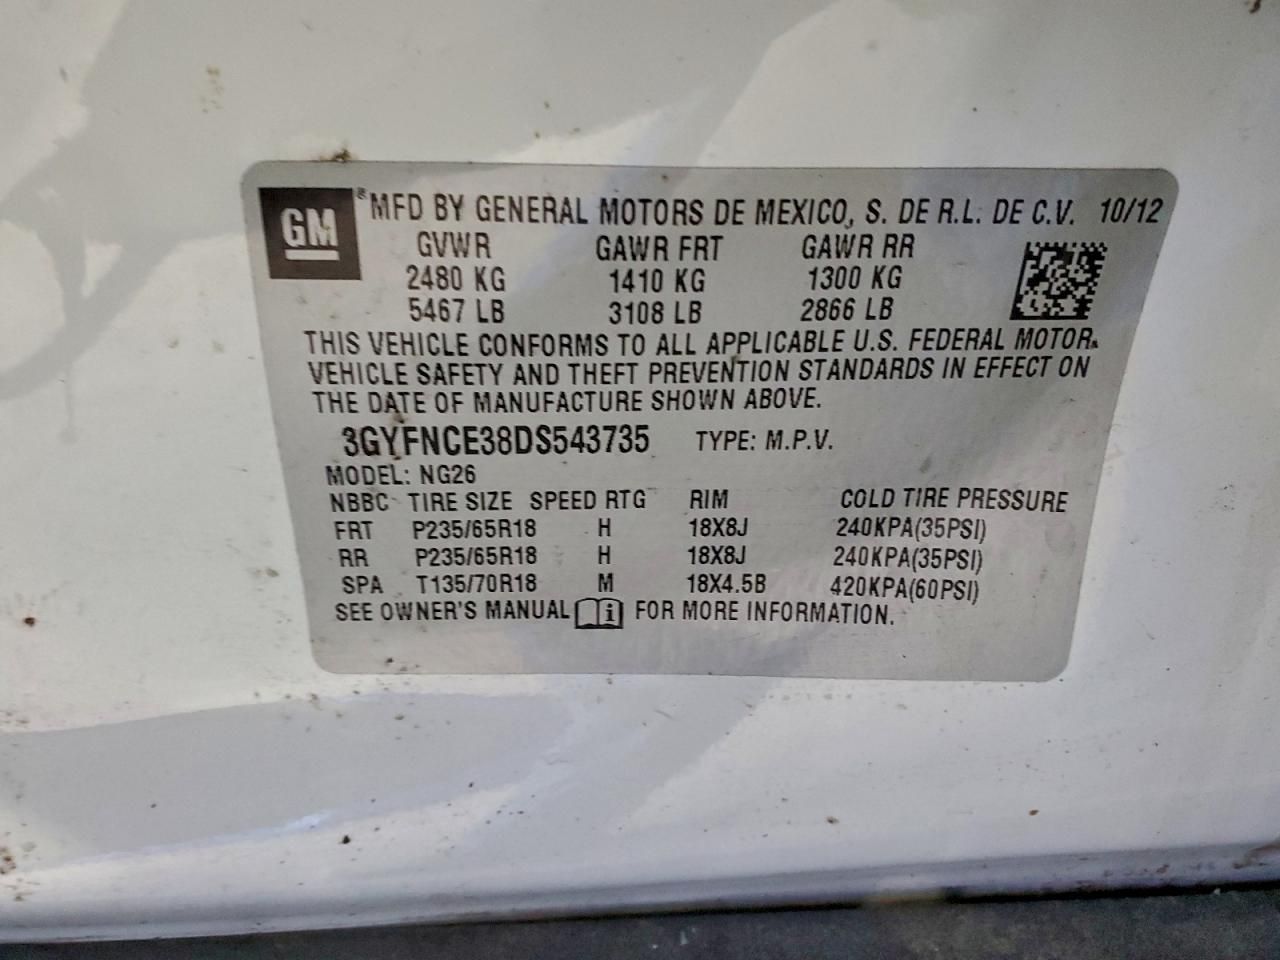 GM ® MFD BY GENERAL MOTORS DE MEXICO, S. DE R.L. DE C.V. 10/12
GVWR GAWR FRT GAWR RR
2480 KG 1410 KG 1300 KG
5467 LB 3108 LB 2866 LB
THIS VEHICLE CONFORMS TO ALL APPLICABLE U.S. FEDERAL MOTOR
VEHICLE SAFETY AND THEFT PREVENTION STANDARDS IN EFFECT ON
THE DATE OF MANUFACTURE SHOWN ABOVE.
3GYFNCE38DS543735 TYPE: M.P.V.
MODEL: NG26
NBBC TIRE SIZE SPEED RTG RIM COLD TIRE PRESSURE
FRT P235/65R18 H 18X8J 240KPA(35PSI)
RR P235/65R18 H 18X8J 240KPA(35PSI)
SPA T135/70R18 M 18X4.5B 420KPA(60PSI)
SEE OWNER'S MANUAL i FOR MORE INFORMATION.